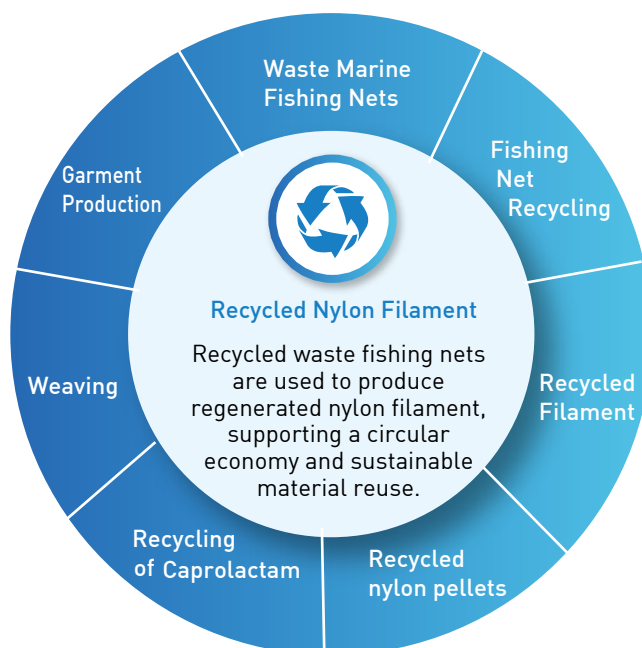 Waste Marine
Fishing Nets
Fishing
Net
Recycling
Recycled
Filament
Recycled
nylon pellets
Recycling
of Caprolactam
Weaving
Garment
Production
Recycled Nylon Filament
Recycled waste fishing nets
are used to produce
regenerated nylon filament,
supporting a circular
economy and sustainable
material reuse.